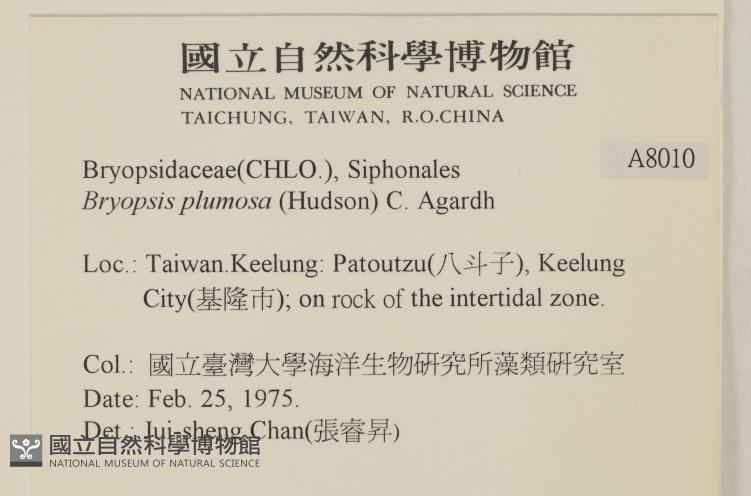 國立自然科學博物館
NATIONAL MUSEUM OF NATURAL SCIENCE
TAICHUNG, TAIWAN, R.O.CHINA
A8010
Bryopsidaceae(CHLO.), Siphonales
Bryopsis plumosa (Hudson) C. Agardh
Loc.: Taiwan.Keelung: Patoutzu(八斗子), Keelung
City(基隆市); on rock of the intertidal zone.
Col.: 國立臺灣大學海洋生物研究所藻類研究室
Date: Feb. 25, 1975.
Det.: Jui-sheng Chan(張睿昇)
國立自然科學博物館
NATIONAL MUSEUM OF NATURAL SCIENCE